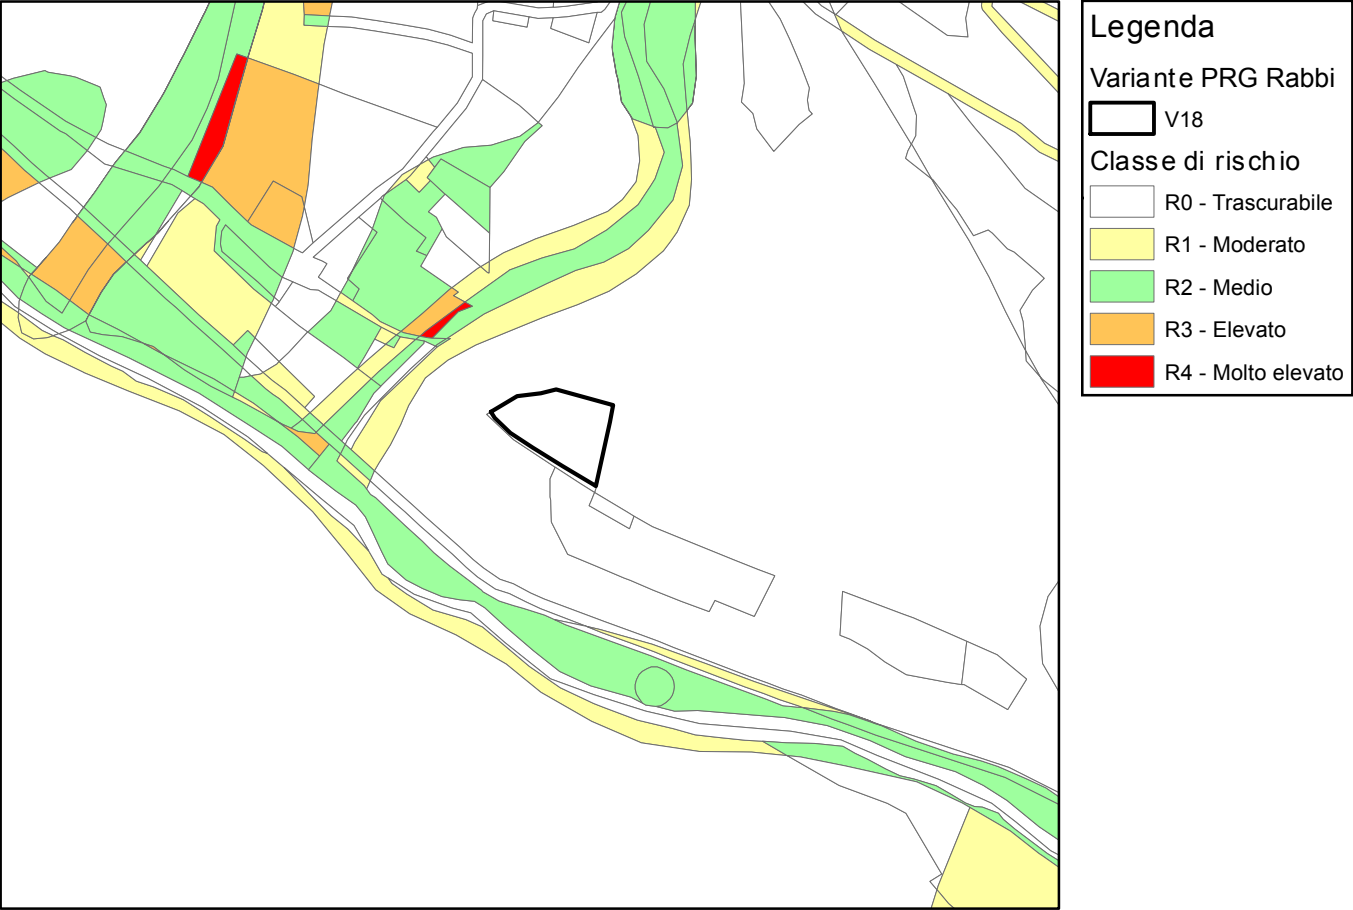 Legenda
Variante PRG Rabbi
V18
Classe di rischio
R0 - Trascurabile
R1 - Moderato
R2 - Medio
R3 - Elevato
R4 - Molto elevato